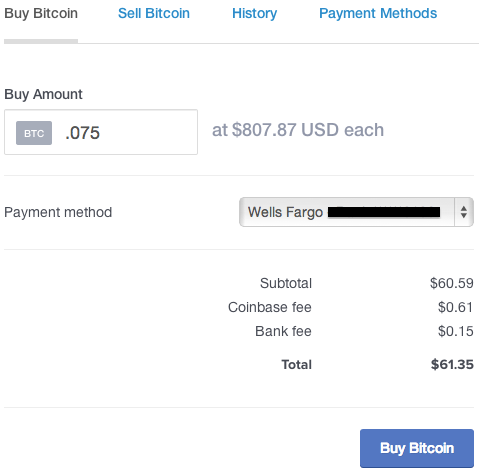 Buy Bitcoin Sell Bitcoin History Payment Methods
Buy Amount
BTC .075 at $807.87 USD each
Payment method Wells Fargo
Subtotal $60.59
Coinbase fee $0.61
Bank fee $0.15
Total $61.35
Buy Bitcoin